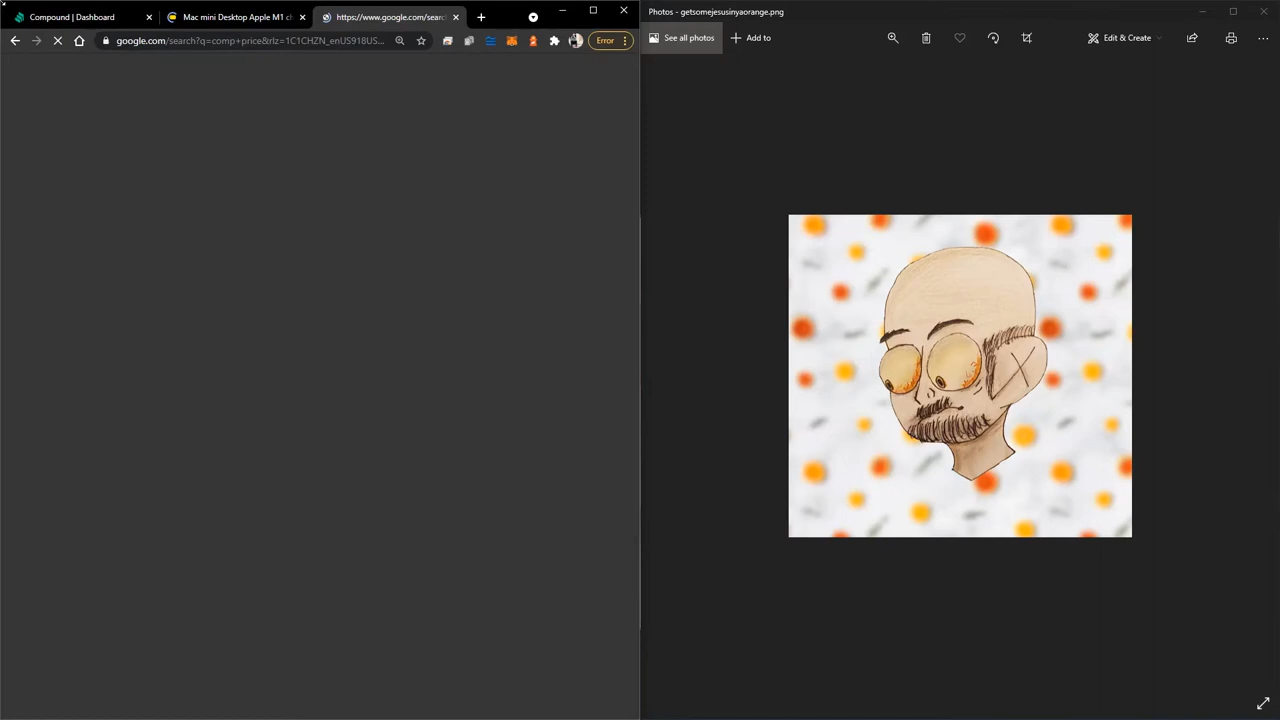 Compound | Dashboard
Mac mini Desktop Apple M1 ch
https://www.google.com/searc
google.com/search?q=comp+price&rlz=1C1CHZN_enUS918US...
Error
Photos - getsomejesusinyaorange.png
See all photos
Add to
Edit & Create